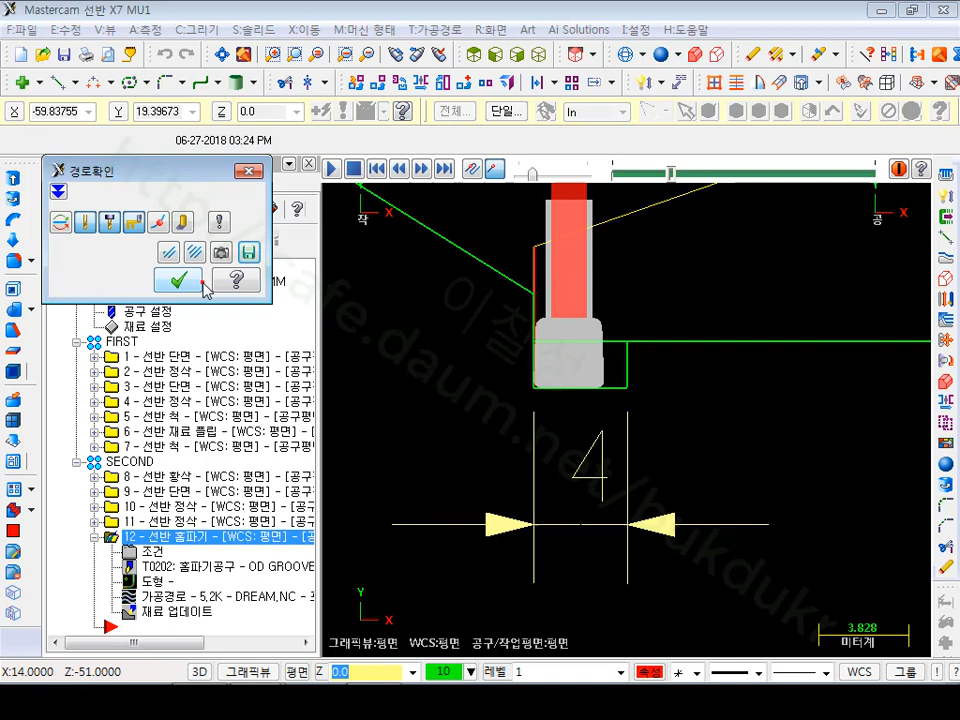 Mastercam 선반 X7 MU1
F:파일 E:수정 V:뷰 A:측정 C:그리기 S:솔리드 X:이동 M:머신 형태 T:가공경로 R:화면 Art Ai Solutions I:설정 H:도움말
X -59.83755 Y 19.39673 Z 0.0 전체... 단일... In
06-27-2018 03:24 PM
경로확인
작 X 공 X
MM
공구 설정
재료 설정
FIRST
1 - 선반 단면 - [WCS: 평면] - [공구
2 - 선반 정삭 - [WCS: 평면] - [공구
3 - 선반 단면 - [WCS: 평면] - [공구
4 - 선반 정삭 - [WCS: 평면] - [공구
5 - 선반 척 - [WCS: 평면] - [공구평
6 - 선반 재료 플립 - [WCS: 평면] -
7 - 선반 척 - [WCS: 평면] - [공구평
SECOND
8 - 선반 황삭 - [WCS: 평면] - [공구
9 - 선반 단면 - [WCS: 평면] - [공구
10 - 선반 정삭 - [WCS: 평면] - [공
11 - 선반 정삭 - [WCS: 평면] - [공
12 - 선반 홈파기 - [WCS: 평면] - [공
조건
T0202: 홈파기공구 - OD GROOVE
도형 -
가공경로 - 5.2K - DREAM.NC - 프
재료 업데이트
4
Y
X
3.828
미터계
그래픽뷰:평면 WCS:평면 공구/작업평면:평면
X:14.0000 Z:-51.0000 3D 그래픽뷰 평면 Z 0.0 10 레벨 1 속성 WCS 그룹